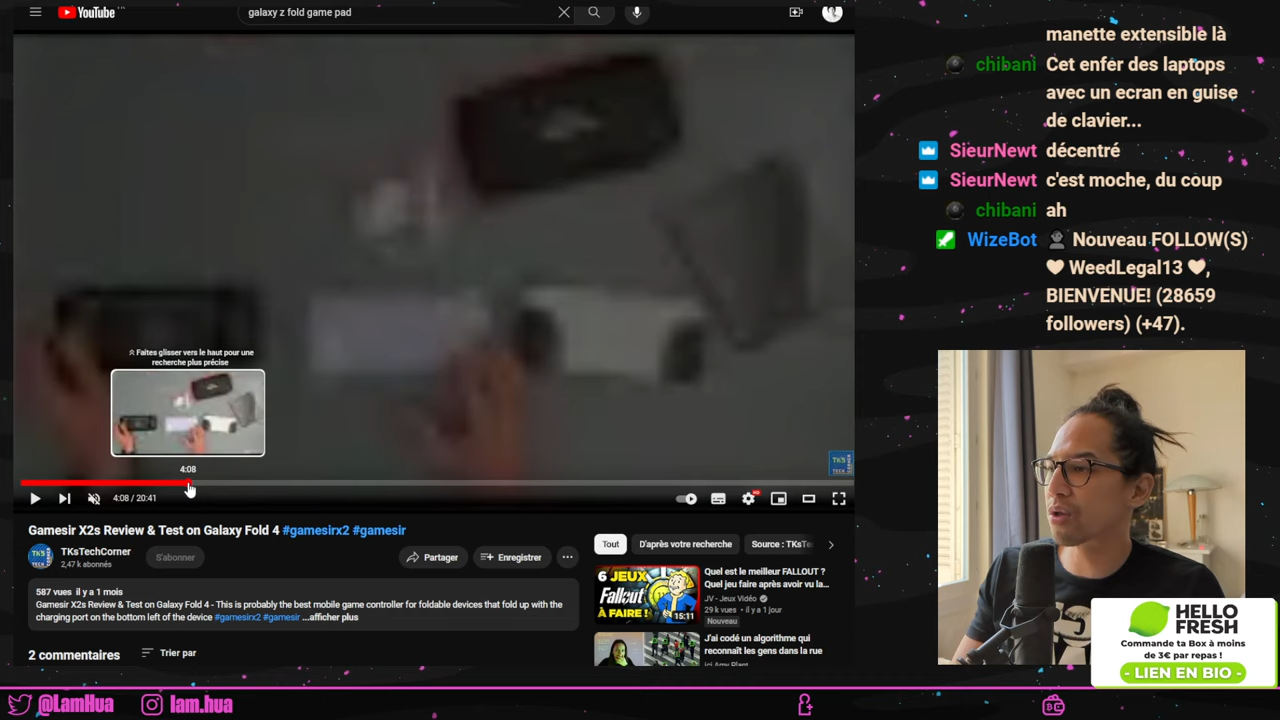 YouTube
galaxy z fold game pad
Faites glisser vers le haut pour une
recherche plus précise
4:08
TKS
4:08 / 20:41
Gamesir X2s Review & Test on Galaxy Fold 4 #gamesirx2 #gamesir
TKsTechCorner
2,47 k abonnés
S'abonner
Partager
Enregistrer
587 vues il y a 1 mois
Gamesir X2s Review & Test on Galaxy Fold 4 - This is probably the best mobile game controller for foldable devices that fold up with the
charging port on the bottom left of the device #gamesirx2 #gamesir ...afficher plus
2 commentaires
Trier par
Tout
D'après votre recherche
Source : TKsTe
6 JEUX
Fallout
À FAIRE !
15:11
Quel est le meilleur FALLOUT ?
Quel jeu faire après avoir vu la...
JV - Jeux Vidéo
29 k vues • il y a 1 jour
Nouveau
J'ai codé un algorithme qui
reconnaît les gens dans la rue
manette extensible là
chibani Cet enfer des laptops
avec un ecran en guise
de clavier...
SieurNewt décentré
SieurNewt c'est moche, du coup
chibani ah
WizeBot Nouveau FOLLOW(S)
WeedLegal13,
BIENVENUE! (28659
followers) (+47).
HELLO
FRESH
Commande ta Box à moins
de 3€ par repas !
- LIEN EN BIO -
@LamHua
lam.hua